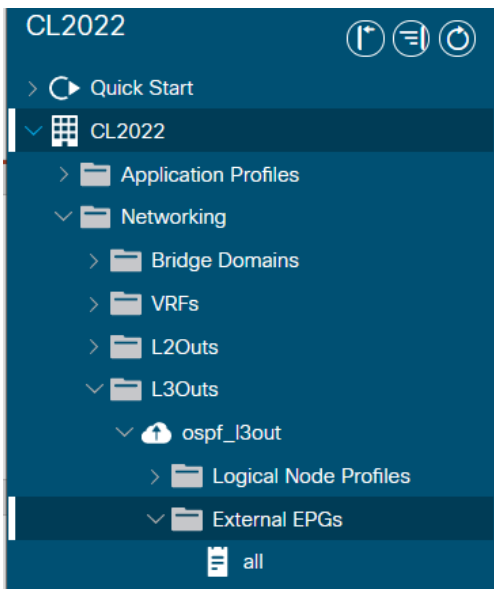 CL2022
Quick Start
CL2022
Application Profiles
Networking
Bridge Domains
VRFs
L2Outs
L3Outs
ospf_l3out
Logical Node Profiles
External EPGs
all